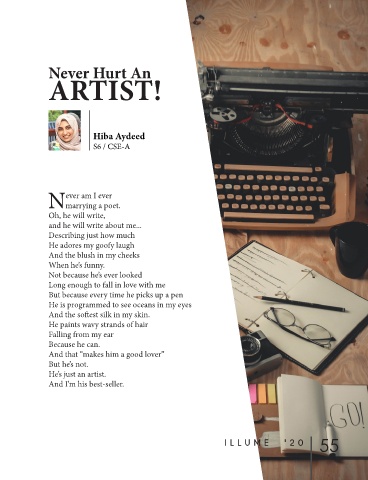 Never Hurt An
ARTIST!
Hiba Aydeed
S6 / CSE-A
Never am I ever
marrying a poet.
Oh, he will write,
and he will write about me...
Describing just how much
He adores my goofy laugh
And the blush in my cheeks
When he's funny.
Not because he's ever looked
Long enough to fall in love with me
But because every time he picks up a pen
He is programmed to see oceans in my eyes
And the softest silk in my skin.
He paints wavy strands of hair
Falling from my ear
Because he can.
And that “makes him a good lover”
But he's not.
He's just an artist.
And I'm his best-seller.
GO!
ILLUME '20 | 55